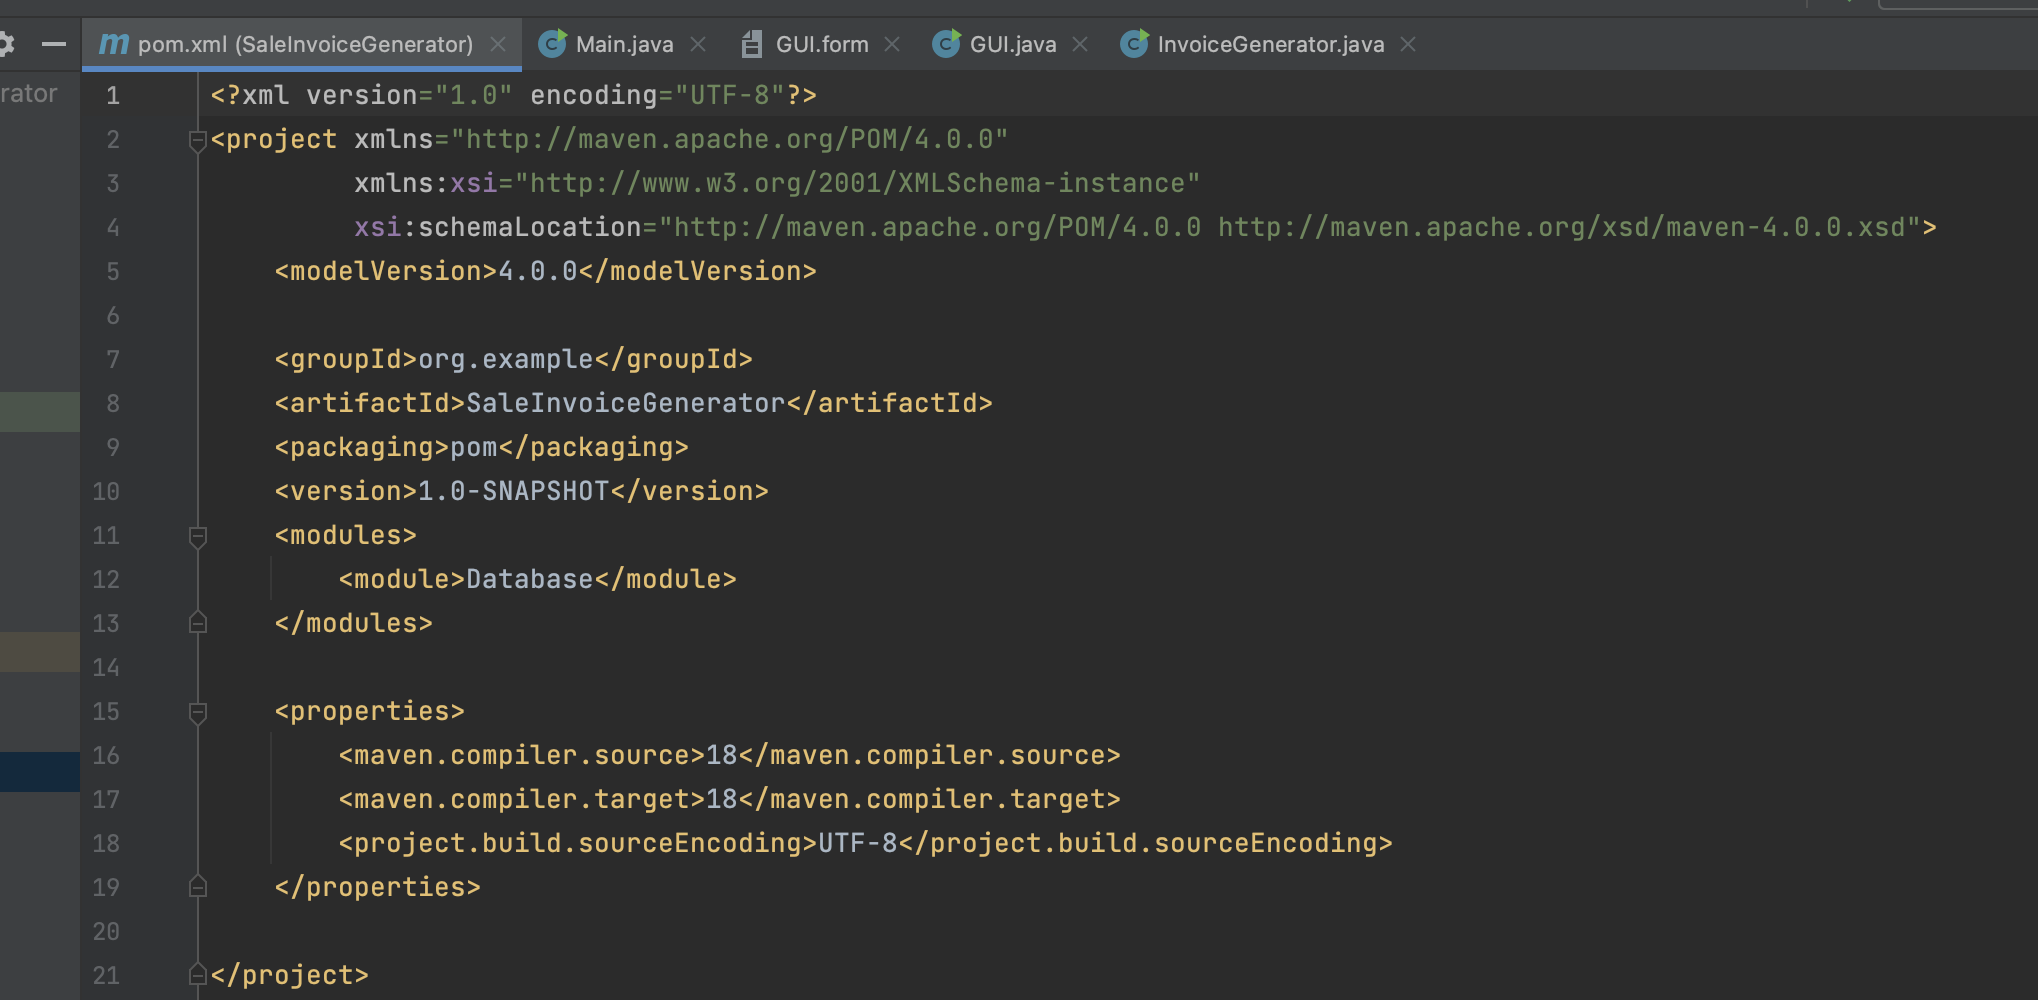 m pom.xml (SaleInvoiceGenerator) C Main.java GUI.form C GUI.java C InvoiceGenerator.java
rator
1 <?xml version="1.0" encoding="UTF-8"?>
2 <project xmlns="http://maven.apache.org/POM/4.0.0"
3 xmlns:xsi="http://www.w3.org/2001/XMLSchema-instance"
4 xsi:schemaLocation="http://maven.apache.org/POM/4.0.0 http://maven.apache.org/xsd/maven-4.0.0.xsd">
5 <modelVersion>4.0.0</modelVersion>
6
7 <groupId>org.example</groupId>
8 <artifactId>SaleInvoiceGenerator</artifactId>
9 <packaging>pom</packaging>
10 <version>1.0-SNAPSHOT</version>
11 <modules>
12 <module>Database</module>
13 </modules>
14
15 <properties>
16 <maven.compiler.source>18</maven.compiler.source>
17 <maven.compiler.target>18</maven.compiler.target>
18 <project.build.sourceEncoding>UTF-8</project.build.sourceEncoding>
19 </properties>
20
21 </project>